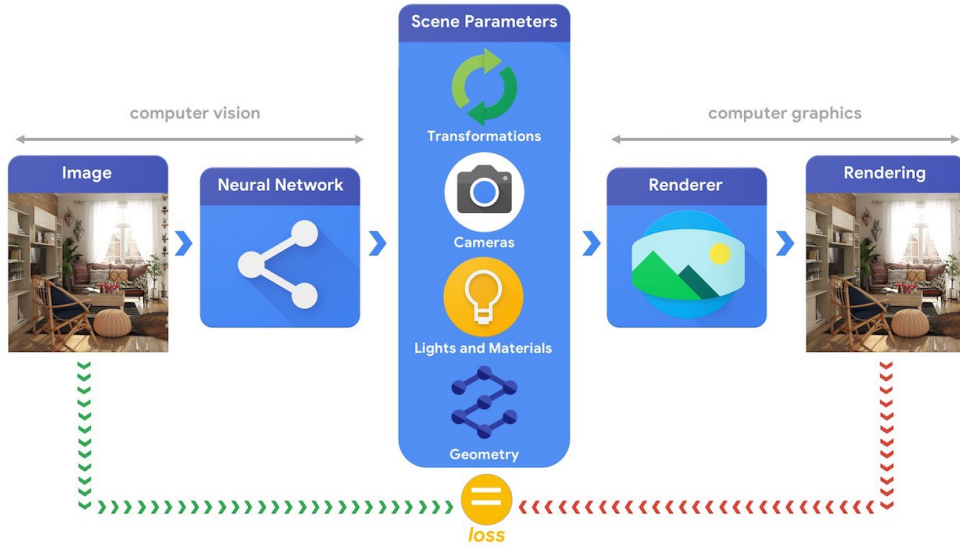 Scene Parameters
computer vision
computer graphics
Image
Neural Network
Transformations
Cameras
Lights and Materials
Geometry
Renderer
Rendering
loss